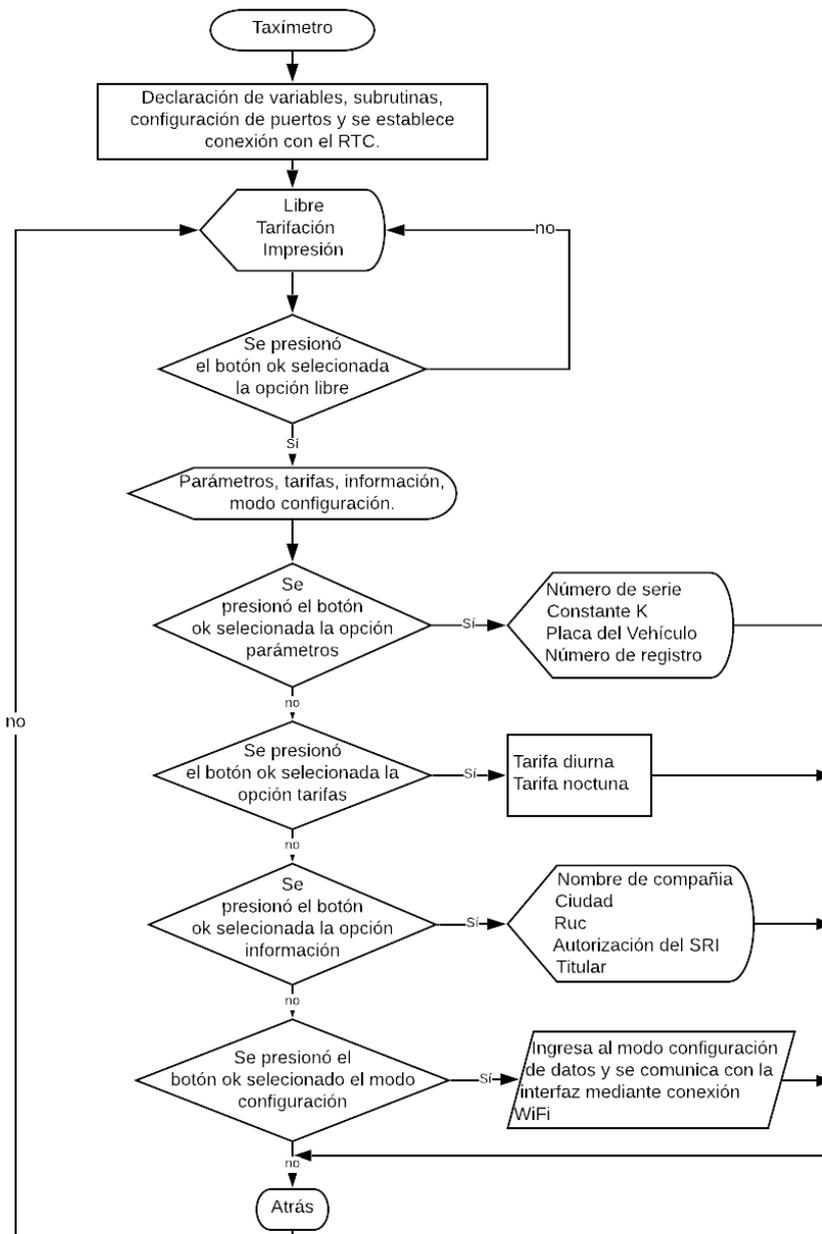 Taxímetro
Declaración de variables, subrutinas,
configuración de puertos y se establece
conexión con el RTC.
Libre
Tarifación
Impresión
no
Se presionó
el botón ok selecionada
la opción libre
Sí
Parámetros, tarifas, información,
modo configuración.
Se
presionó el botón
ok selecionada la opción
parámetros
Sí
Número de serie
Constante K
Placa del Vehículo
Número de registro
no
no
Se presionó
el botón ok selecionada la
opción tarifas
Sí
Tarifa diurna
Tarifa noctuna
no
Se
presionó el botón
ok selecionada la opción
información
Sí
Nombre de compañia
Ciudad
Ruc
Autorización del SRI
Titular
no
Se presionó el
botón ok selecionado el modo
configuración
Sí
Ingresa al modo configuración
de datos y se comunica con la
interfaz mediante conexión
WiFi
no
Atrás